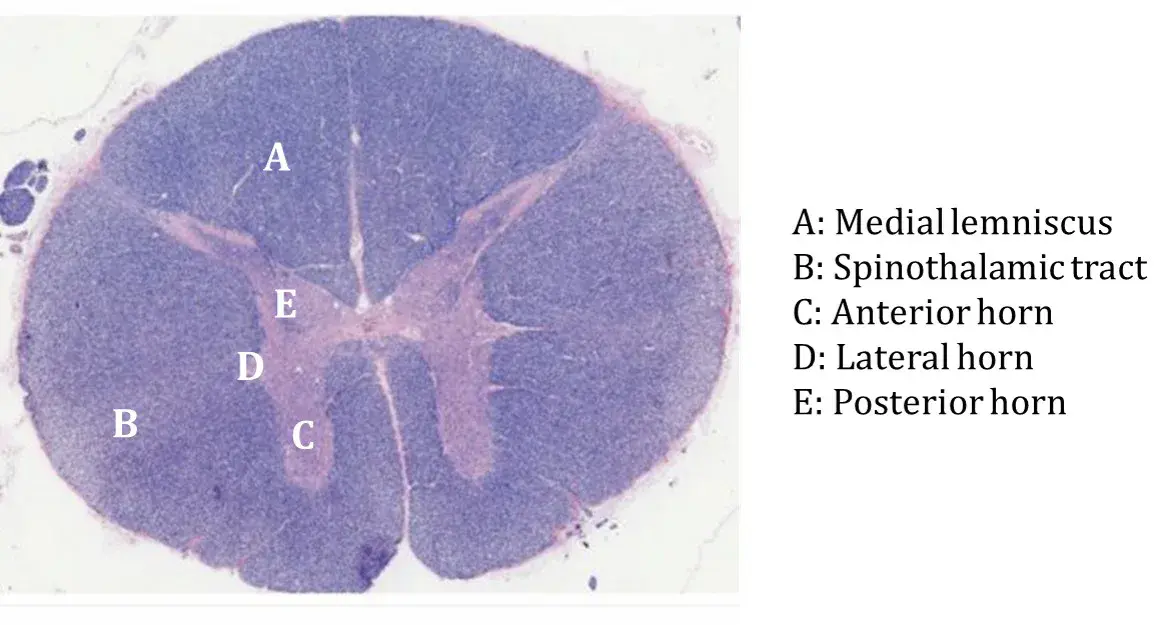 A
E
D
B
C
A: Medial lemniscus
B: Spinothalamic tract
C: Anterior horn
D: Lateral horn
E: Posterior horn